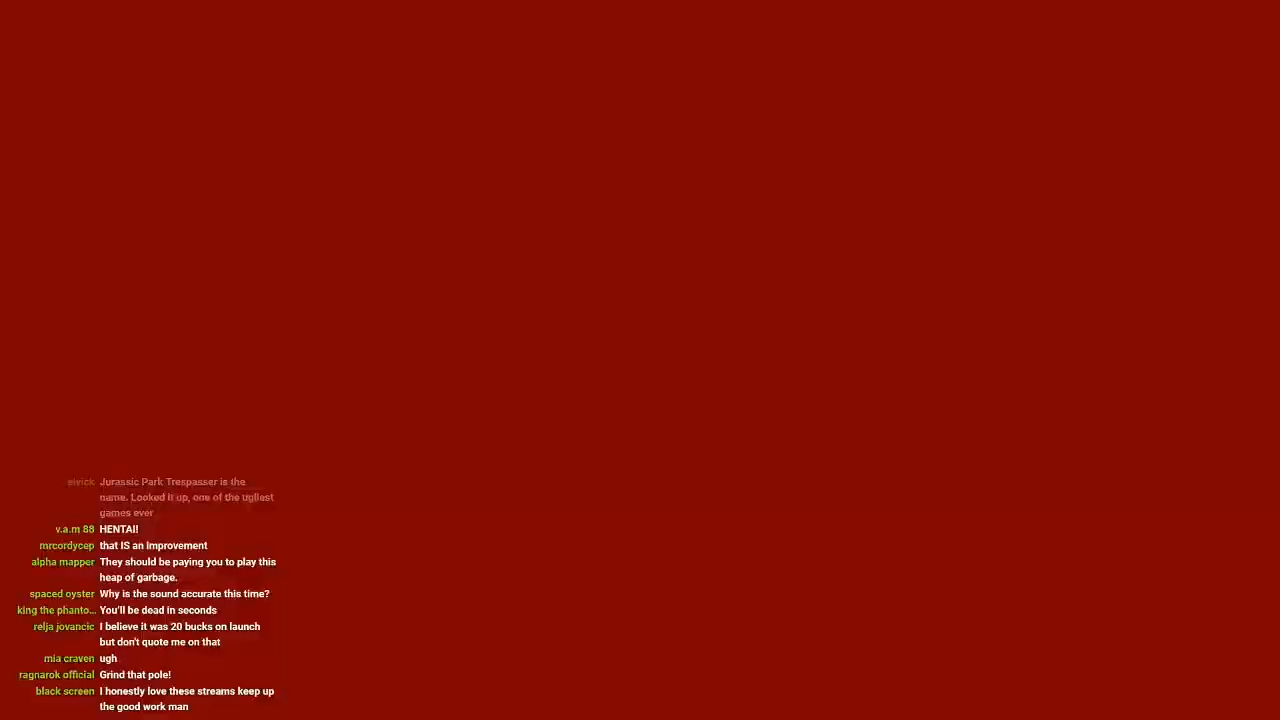 elvick Jurassic Park Trespasser is the
name. Looked it up, one of the ugliest
games ever
v.a.m 88 HENTAI!
mrcordycep that IS an improvement
alpha mapper They should be paying you to play this
heap of garbage.
spaced oyster Why is the sound accurate this time?
king the phanto... You'll be dead in seconds
relja jovancic I believe it was 20 bucks on launch
but don't quote me on that
mia craven ugh
ragnarok official Grind that pole!
black screen I honestly love these streams keep up
the good work man